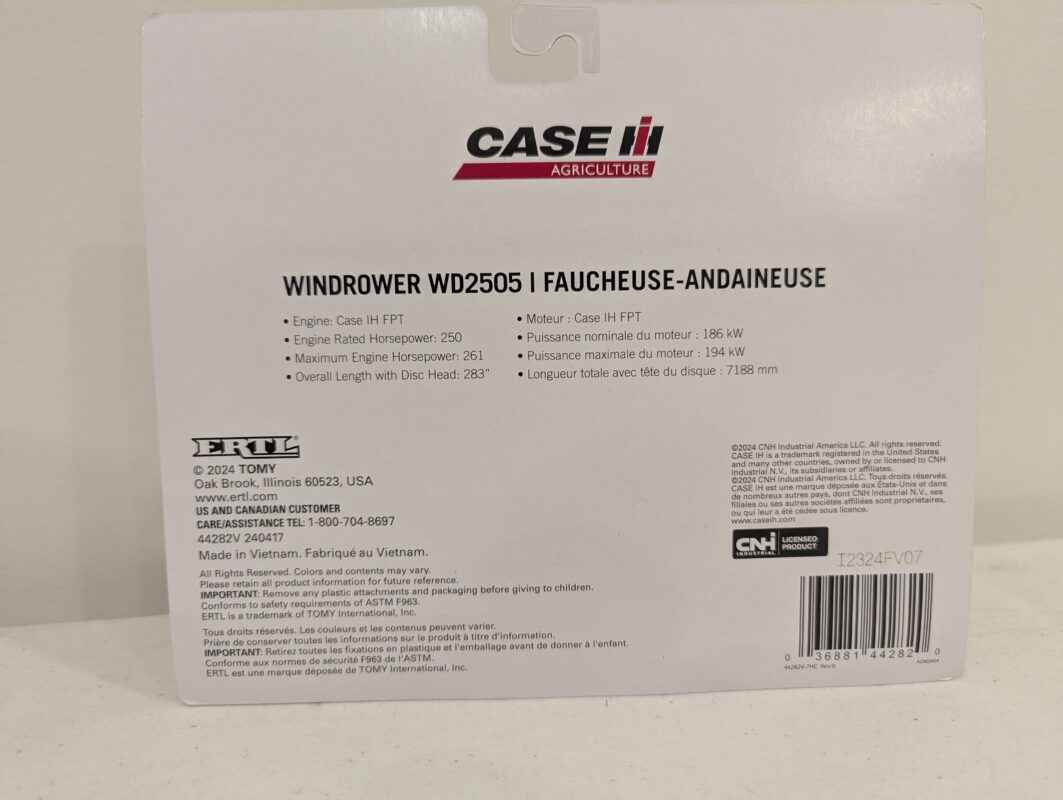 CASE IH
AGRICULTURE
WINDROWER WD2505 | FAUCHEUSE-ANDAINEUSE
• Engine: Case IH FPT
• Engine Rated Horsepower: 250
• Maximum Engine Horsepower: 261
• Overall Length with Disc Head: 283"
• Moteur : Case IH FPT
• Puissance nominale du moteur : 186 kW
• Puissance maximale du moteur : 194 kW
• Longueur totale avec tête du disque : 7188 mm
ERTL®
© 2024 TOMY
Oak Brook, Illinois 60523, USA
www.ertl.com
US AND CANADIAN CUSTOMER
CARE/ASSISTANCE TEL: 1-800-704-8697
44282V 240417
Made in Vietnam. Fabriqué au Vietnam.
All Rights Reserved. Colors and contents may vary.
Please retain all product information for future reference.
IMPORTANT: Remove any plastic attachments and packaging before giving to children.
Conforms to safety requirements of ASTM F963.
ERTL is a trademark of TOMY International, Inc.
Tous droits réservés. Les couleurs et les contenus peuvent varier.
Prière de conserver toutes les informations sur le produit à titre d'information.
IMPORTANT: Retirez toutes les fixations en plastique et l'emballage avant de donner à l'enfant.
Conforme aux normes de sécurité F963 de l'ASTM.
ERTL est une marque déposée de TOMY International, Inc.
©2024 CNH Industrial America LLC. All rights reserved.
CASE IH is a trademark registered in the United States
and many other countries, owned by or licensed to CNH
Industrial N.V., its subsidiaries or affiliates.
©2024 CNH Industrial America LLC. Tous droits réservés.
CASE IH est une marque déposée aux États-Unis et dans
de nombreux autres pays, dont CNH Industrial N.V., ses
filiales ou ses autres sociétés affiliées sont propriétaires,
ou qui leur a été cédée sous licence.
www.caseih.com
CNH
INDUSTRIAL
LICENSED
PRODUCT
I2324FV07
0 36881 44282 0
44282V-7HC Rev.0